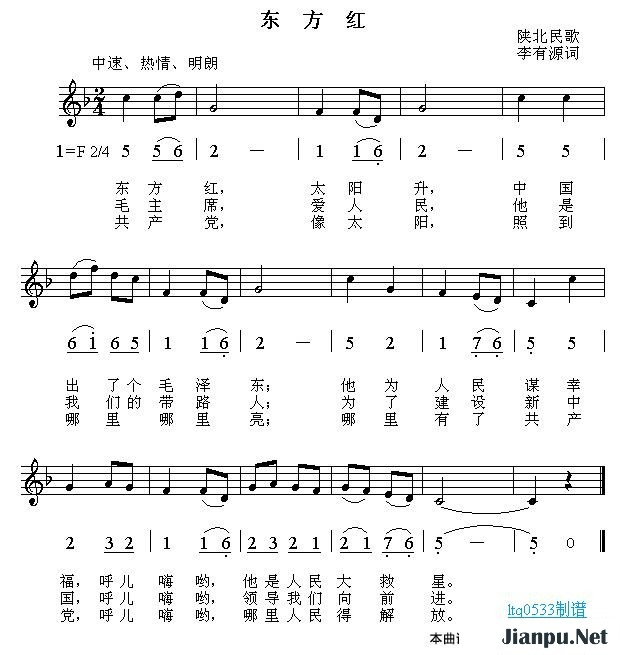 东 方 红
陕北民歌
李有源词
中速、热情、明朗
2/4
1=F 2/4 5 5 6 | 2 — | 1 1 6 | 2 — | 5 5 |
东 方 红， 太 阳 升， 中 国
毛 主 席， 爱 人 民， 他 是
共 产 党， 像 太 阳， 照 到
6 i 6 5 | 1 1 6 | 2 — | 5 2 | 1 7 6 | 5 5
出 了 个 毛 泽 东； 他 为 人 民 谋 幸
我 们 的 带 路 人； 为 了 建 设 新 中
哪 里 哪 里 亮； 哪 里 有 了 共 产
2 3 2 | 1 1 6 | 2 3 2 1 | 2 1 7 6 | 5 — | 5 0
福，呼 儿 嗨 哟， 他 是 人 民 大 救 星。
国，呼 儿 嗨 哟， 领 导 我 们 向 前 进。
党，呼 儿 嗨 哟， 哪 里 人 民 得 解 放。
ltq0533制谱
本曲
Jianpu.Net